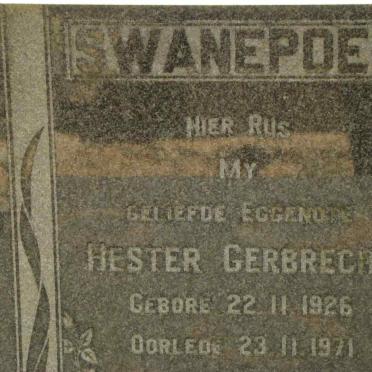 SWANEPOE
HIER RUS
MY
GELIEFDE EGGENOTE
HESTER GERBRECH
GEBORE 22.11.1926
OORLEDE 23.11.1971